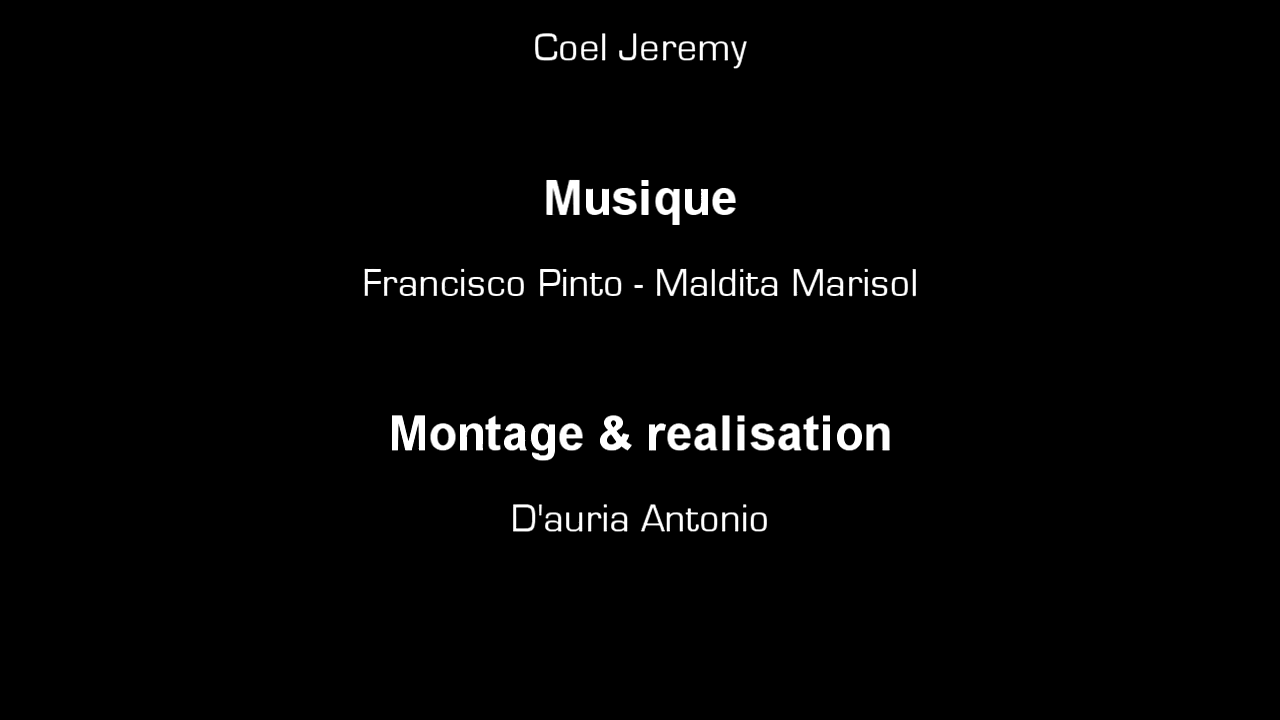 Coel Jeremy
Musique
Francisco Pinto - Maldita Marisol
Montage & realisation
D'auria Antonio